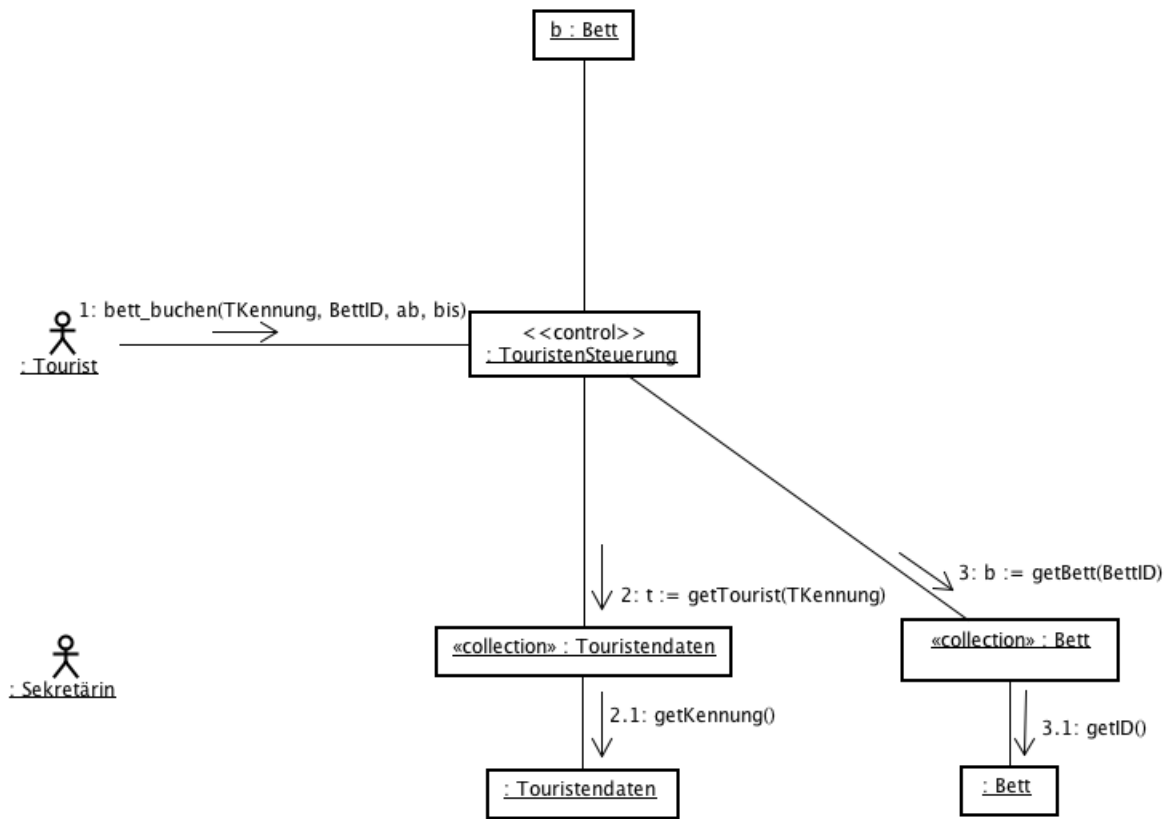 b : Bett
1: bett_buchen(TKennung, BettID, ab, bis)
: Tourist
<<control>>
: TouristenSteuerung
3: b := getBett(BettID)
2: t := getTourist(TKennung)
: Sekretärin
«collection» : Touristendaten
«collection» : Bett
2.1: getKennung()
3.1: getID()
: Touristendaten
: Bett